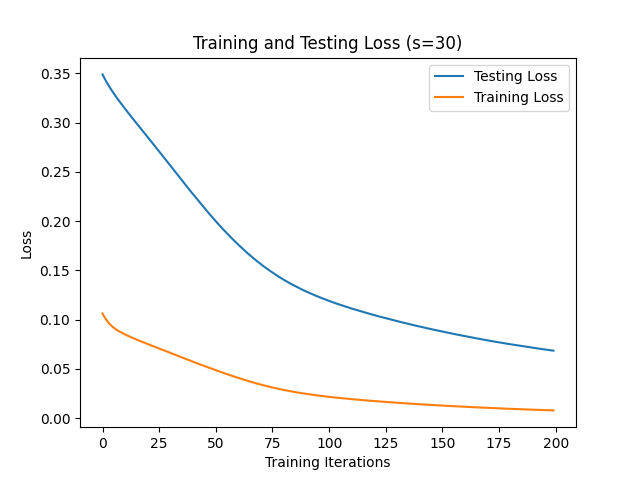 Training and Testing Loss (s=30)
Testing Loss
Training Loss
0.35
0.30
0.25
0.20
0.15
0.10
0.05
0.00
Loss
0 25 50 75 100 125 150 175 200
Training Iterations